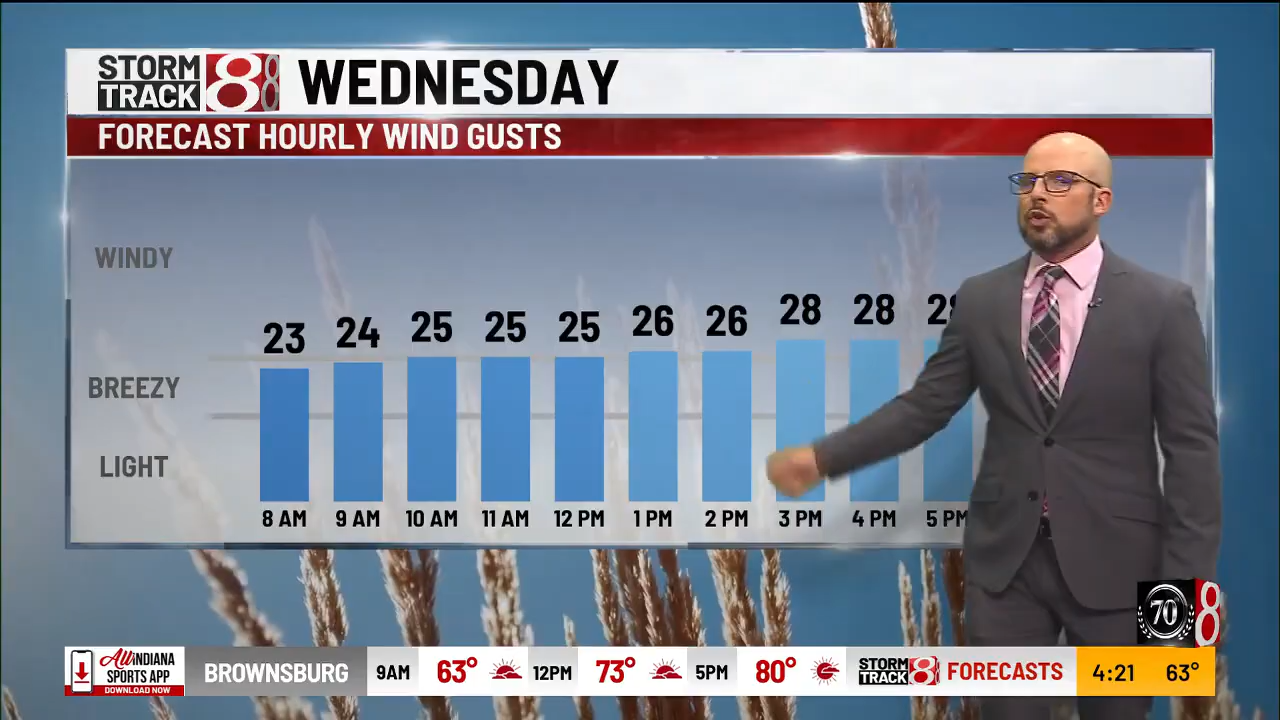 STORM
TRACK 8 WEDNESDAY
FORECAST HOURLY WIND GUSTS
WINDY
BREEZY
LIGHT
23 24 25 25 25 26 26 28 28
8 AM 9 AM 10 AM 11 AM 12 PM 1 PM 2 PM 3 PM 4 PM 5 PM
70 8
All INDIANA
SPORTS APP
DOWNLOAD NOW
BROWNSBURG 9AM 63° 12PM 73° 5PM 80° STORM TRACK 8 FORECASTS 4:21 63°